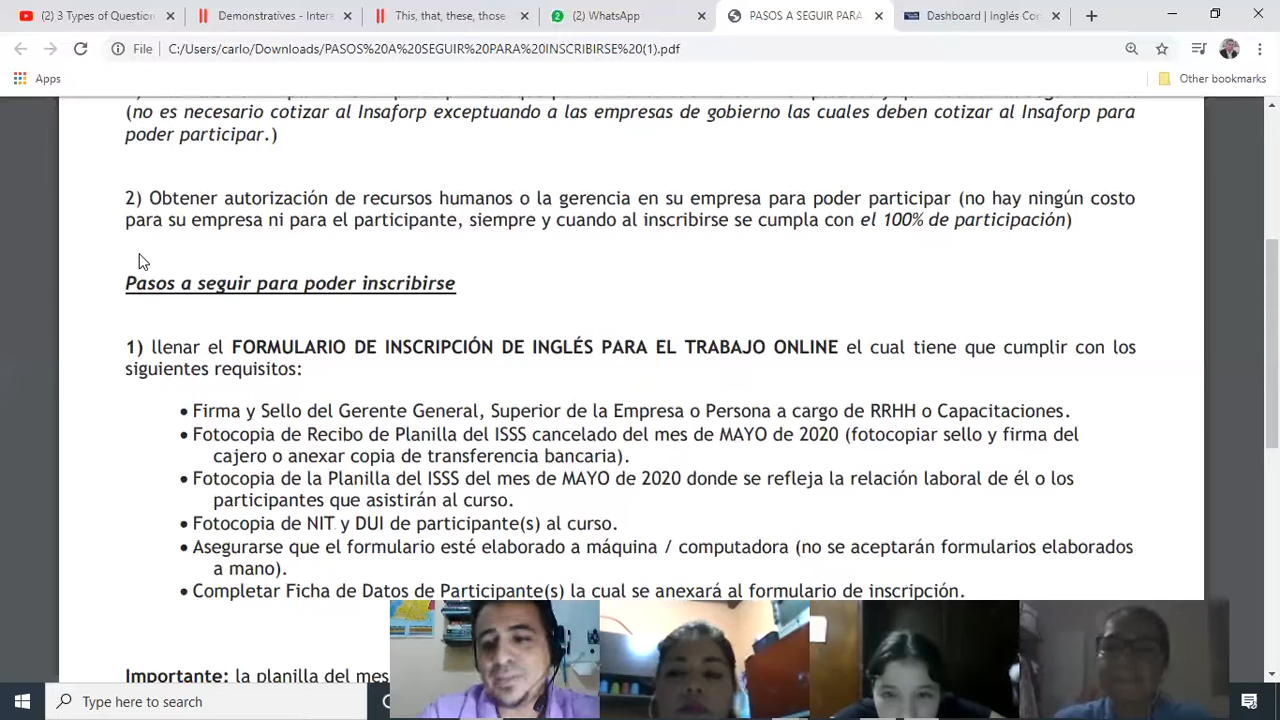 (2) 3 Types of Question
Demonstratives - Intera
This, that, these, those
(2) WhatsApp
PASOS A SEGUIR PARA
Dashboard | Inglés Con
File
C:/Users/carlo/Downloads/PASOS%20A%20SEGUIR%20PARA%20INSCRIBIRSE%20(1).pdf
Apps
Other bookmarks
(no es necesario cotizar al Insaforp exceptuando a las empresas de gobierno las cuales deben cotizar al Insaforp para
poder participar.)
2) Obtener autorización de recursos humanos o la gerencia en su empresa para poder participar (no hay ningún costo
para su empresa ni para el participante, siempre y cuando al inscribirse se cumpla con el 100% de participación)
Pasos a seguir para poder inscribirse
1) llenar el FORMULARIO DE INSCRIPCIÓN DE INGLÉS PARA EL TRABAJO ONLINE el cual tiene que cumplir con los
siguientes requisitos:
• Firma y Sello del Gerente General, Superior de la Empresa o Persona a cargo de RRHH o Capacitaciones.
• Fotocopia de Recibo de Planilla del ISSS cancelado del mes de MAYO de 2020 (fotocopiar sello y firma del
cajero o anexar copia de transferencia bancaria).
• Fotocopia de la Planilla del ISSS del mes de MAYO de 2020 donde se refleja la relación laboral de él o los
participantes que asistirán al curso.
• Fotocopia de NIT y DUI de participante(s) al curso.
• Asegurarse que el formulario esté elaborado a máquina / computadora (no se aceptarán formularios elaborados
a mano).
• Completar Ficha de Datos de Participante(s) la cual se anexará al formulario de inscripción.
Importante: la planilla del mes
Type here to search